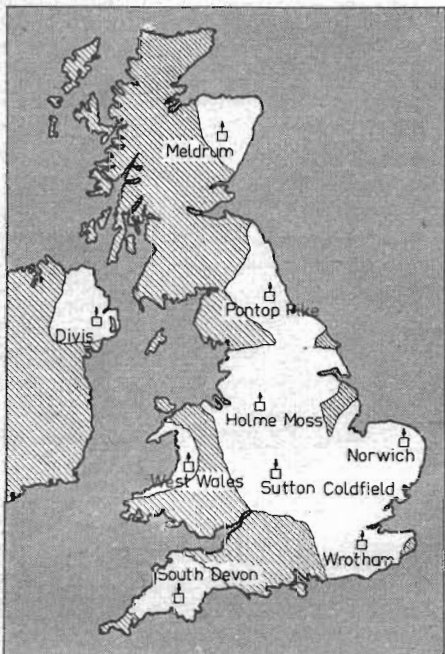 Meldrum
Pontop Pike
Divis
Holme Moss
Norwich
West Wales
Sutton Coldfield
Wrotham
South Devon